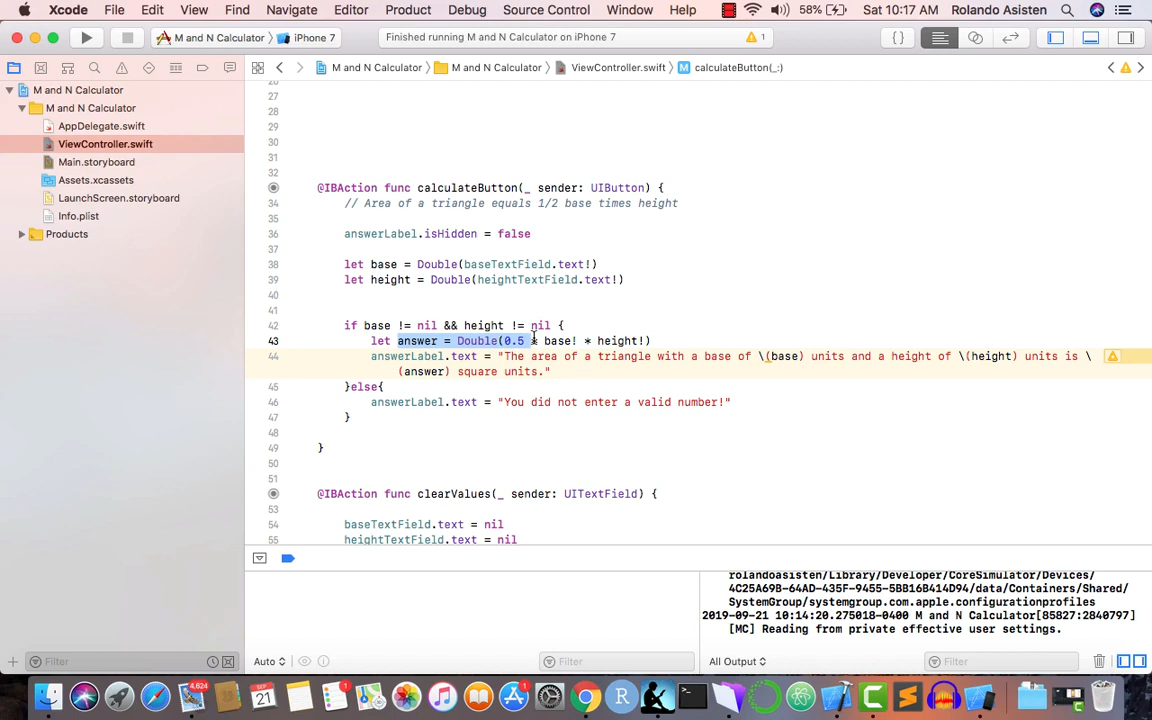 Xcode File Edit View Find Navigate Editor Product Debug Source Control Window Help 58% Sat 10:17 AM Rolando Asisten
M and N Calculator iPhone 7 Finished running M and N Calculator on iPhone 7 1
M and N Calculator M and N Calculator ViewController.swift M calculateButton(_:)
M and N Calculator
M and N Calculator
AppDelegate.swift
ViewController.swift
Main.storyboard
Assets.xcassets
LaunchScreen.storyboard
Info.plist
Products
27
28
29
30
31
32
@IBAction func calculateButton(_ sender: UIButton) {
34 // Area of a triangle equals 1/2 base times height
35
36 answerLabel.isHidden = false
37
38 let base = Double(baseTextField.text!)
39 let height = Double(heightTextField.text!)
40
41
42 if base != nil && height != nil {
43 let answer = Double(0.5 * base! * height!)
44 answerLabel.text = "The area of a triangle with a base of \(base) units and a height of \(height) units is \
(answer) square units."
45 }else{
46 answerLabel.text = "You did not enter a valid number!"
47 }
48
49 }
50
51
@IBAction func clearValues(_ sender: UITextField) {
53
54 baseTextField.text = nil
55 heightTextField.text = nil
rolandoasisten/Library/Developer/CoreSimulator/Devices/
4C25A69B-64AD-435F-9455-5BB16B414D94/data/Containers/Shared/
SystemGroup/systemgroup.com.apple.configurationprofiles
2019-09-21 10:14:20.275018-0400 M and N Calculator[85827:2840797]
[MC] Reading from private effective user settings.
Filter Auto Filter All Output Filter
4,624 SEP 21 1 R